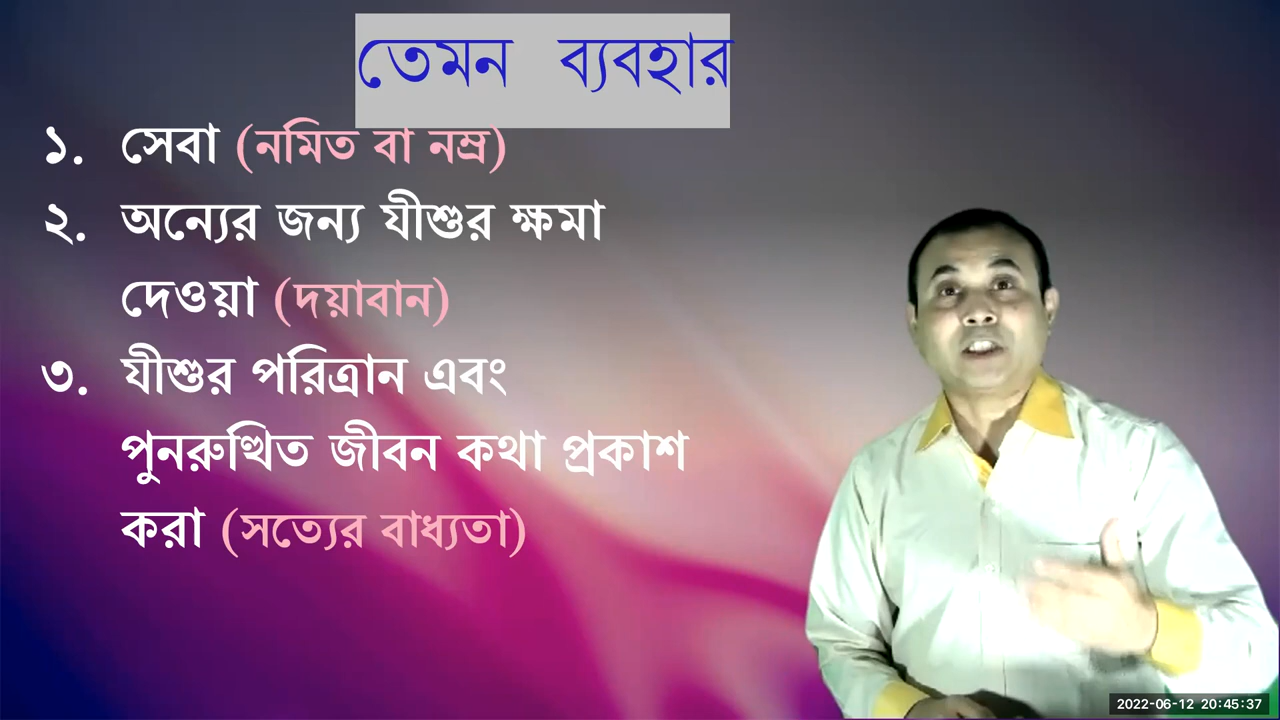 তেমন ব্যবহার
১. সেবা (নমিত বা নম্র)
২. অন্যের জন্য যীশুর ক্ষমা
দেওয়া (দয়াবান)
৩. যীশুর পরিত্রান এবং
পুনরুত্থিত জীবন কথা প্রকাশ
করা (সত্যের বাধ্যতা)
2022-06-12 20:45:37